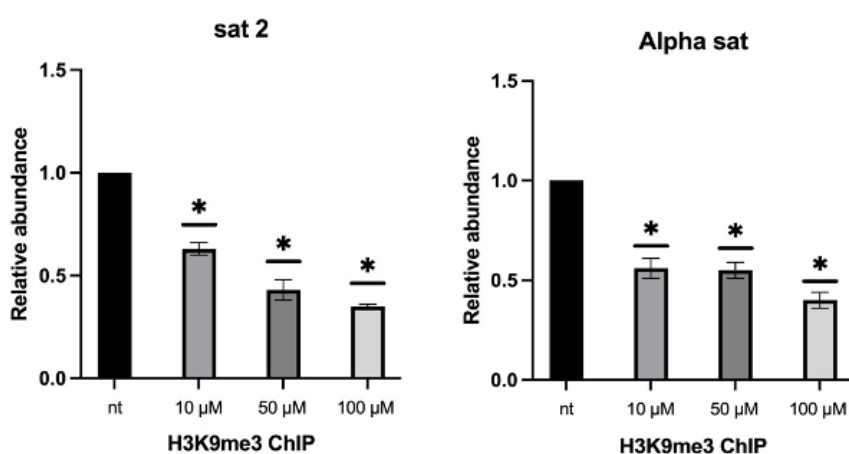 sat 2
1.5
1.0
0.5
0.0
Relative abundance
*
*
*
nt
10 µM
50 µM
100 µM
H3K9me3 ChIP
Alpha sat
1.5
1.0
0.5
0.0
Relative abundance
*
*
*
nt
10 µM
50 µM
100 µM
H3K9me3 ChIP